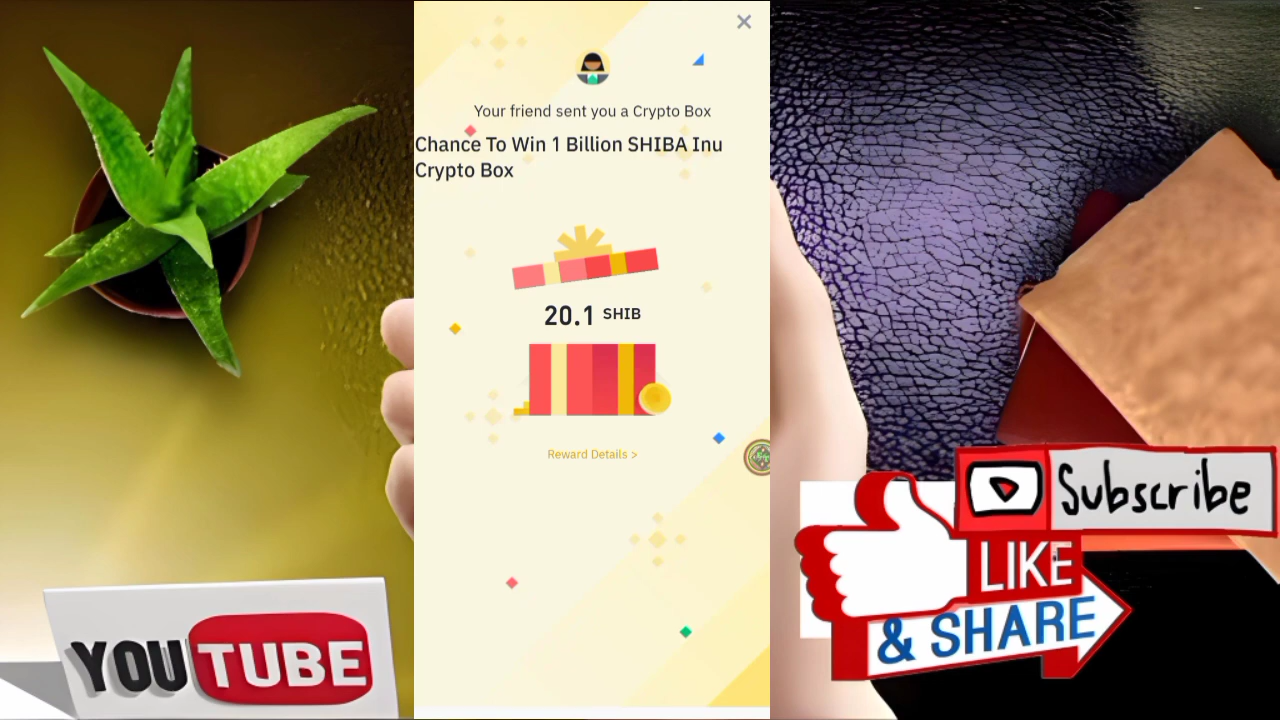 Your friend sent you a Crypto Box
Chance To Win 1 Billion SHIBA Inu
Crypto Box
20.1 SHIB
Reward Details >
YOUTUBE
Subscribe
LIKE
& SHARE